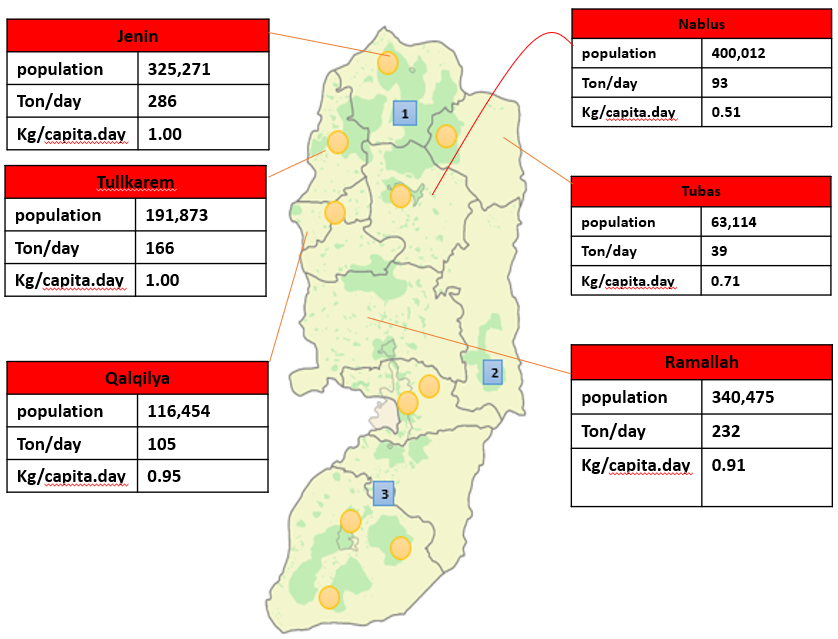 Jenin
population 325,271
Ton/day 286
Kg/capita.day 1.00
Tullkarem
population 191,873
Ton/day 166
Kg/capita.day 1.00
Qalqilya
population 116,454
Ton/day 105
Kg/capita.day 0.95
Nablus
population 400,012
Ton/day 93
Kg/capita.day 0.51
Tubas
population 63,114
Ton/day 39
Kg/capita.day 0.71
Ramallah
population 340,475
Ton/day 232
Kg/capita.day 0.91
1
2
3